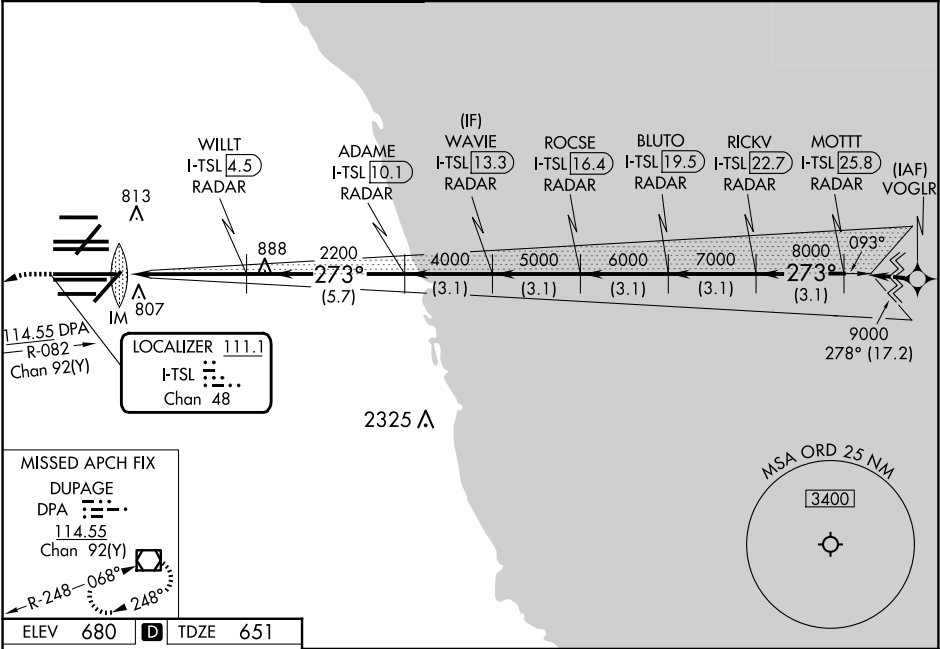 WILLT
I-TSL 4.5
RADAR
ADAME
I-TSL 10.1
RADAR
(IF)
WAVIE
I-TSL 13.3
RADAR
ROCSE
I-TSL 16.4
RADAR
BLUTO
I-TSL 19.5
RADAR
RICKV
I-TSL 22.7
RADAR
MOTTT
I-TSL 25.8
RADAR
(IAF)
VOGLR
813
888
807
IM
2200
273°
(5.7)
4000
(3.1)
5000
(3.1)
6000
(3.1)
7000
(3.1)
8000
273°
(3.1)
093°
9000
278° (17.2)
114.55 DPA
R-082
Chan 92(Y)
LOCALIZER 111.1
I-TSL
Chan 48
2325
MISSED APCH FIX
DUPAGE
DPA
114.55
Chan 92(Y)
R-248
068°
248°
MSA ORD 25 NM
3400
ELEV 680 D TDZE 651